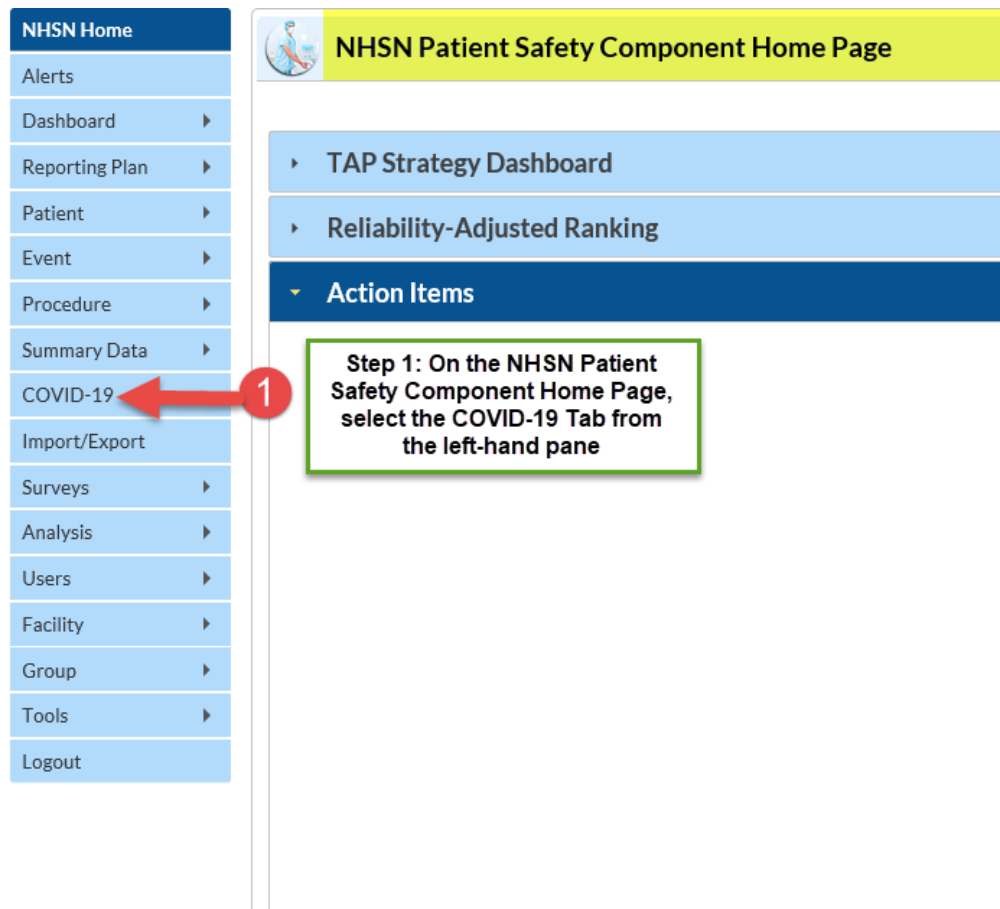 NHSN Home
Alerts
Dashboard
Reporting Plan
Patient
Event
Procedure
Summary Data
COVID-19
Import/Export
Surveys
Analysis
Users
Facility
Group
Tools
Logout
NHSN Patient Safety Component Home Page
TAP Strategy Dashboard
Reliability-Adjusted Ranking
Action Items
1
Step 1: On the NHSN Patient
Safety Component Home Page,
select the COVID-19 Tab from
the left-hand pane